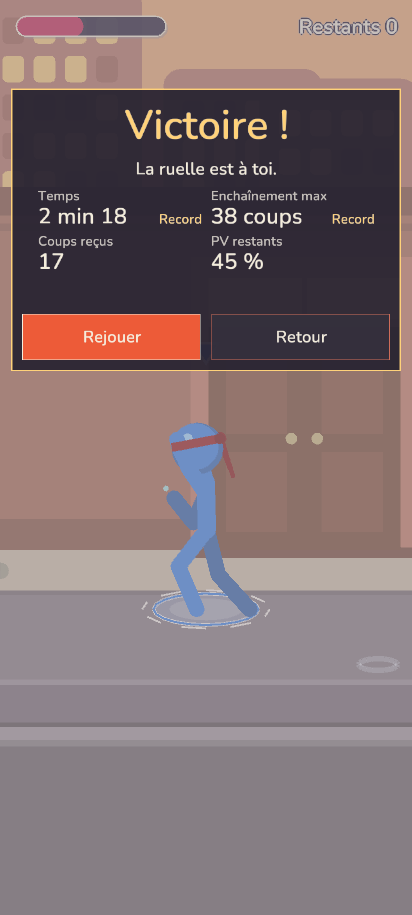 Restants 0
Victoire !
La ruelle est à toi.
Temps
2 min 18 Record
Enchaînement max
38 coups Record
Coups reçus
17
PV restants
45 %
Rejouer
Retour